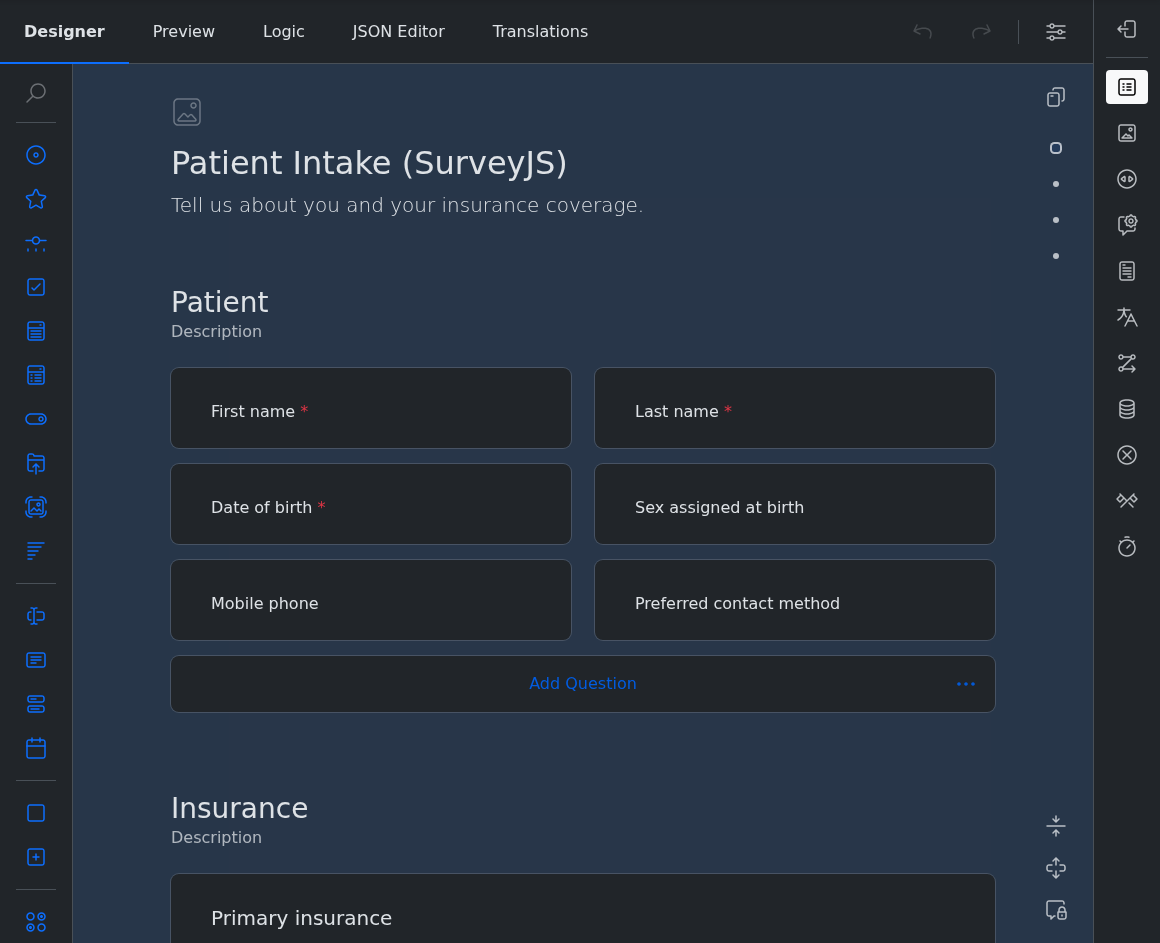 Designer Preview Logic JSON Editor Translations
Patient Intake (SurveyJS)
Tell us about you and your insurance coverage.
Patient
Description
First name * Last name *
Date of birth * Sex assigned at birth
Mobile phone Preferred contact method
Add Question
Insurance
Description
Primary insurance